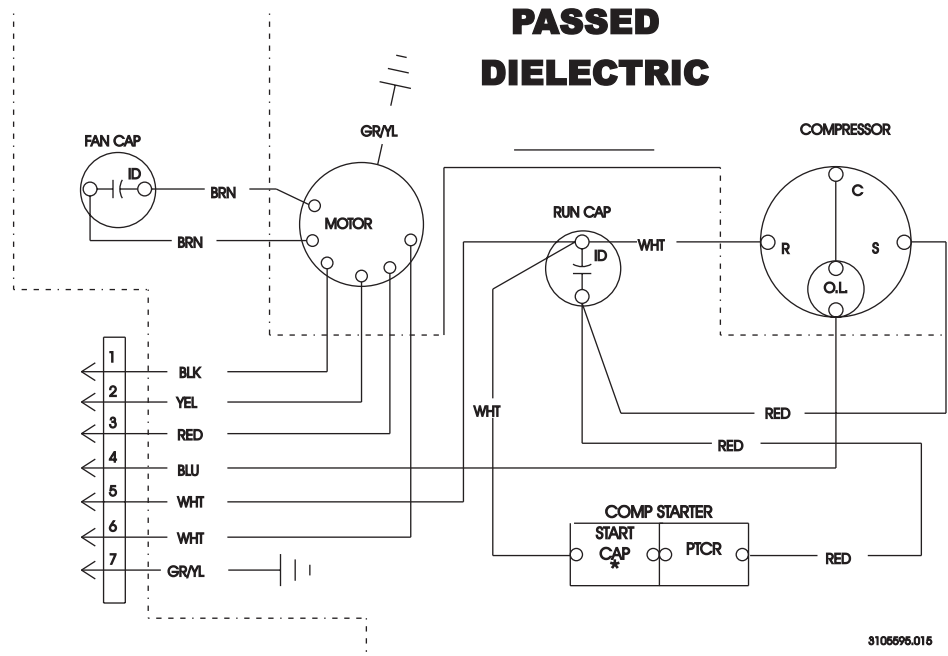 PASSED
DIELECTRIC
GR/YL
COMPRESSOR
FAN CAP
ID
BRN
MOTOR
BRN
RUN CAP
ID
WHT
R
C
S
O.L.
1
BLK
2
YEL
3
RED
4
BLU
5
WHT
6
WHT
7
GR/YL
WHT
RED
RED
COMP STARTER
START
CAP
*
PTCR
RED
3105595.015